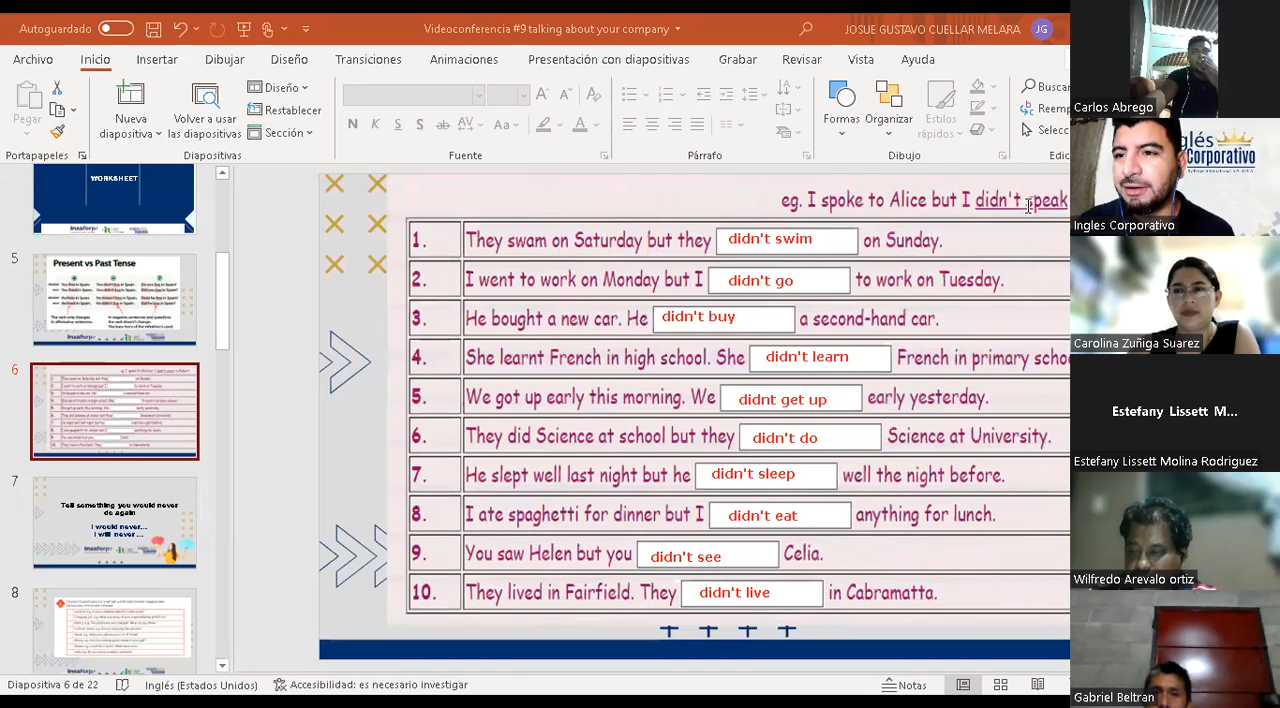 Autoguardado
Videoconferencia #9 talking about your company
JOSUE GUSTAVO CUELLAR MELARA
JG
Archivo
Inicio
Insertar
Dibujar
Diseño
Transiciones
Animaciones
Presentación con diapositivas
Grabar
Revisar
Vista
Ayuda
Pegar
Nueva
diapositiva
Volver a usar
las diapositivas
Diseño
Restablecer
Sección
N
K
S
S
ab
AV
Aa
A
Formas
Organizar
Estilos
rápidos
Buscar
Reemp
Selecc
Portapapeles
Diapositivas
Fuente
Párrafo
Dibujo
Edic
WORKSHEET
5
Present vs Past Tense
6
7
Tell something you would never
do again
I would never...
I will never ...
8
eg. I spoke to Alice but I didn't speak
1. They swam on Saturday but they didn't swim on Sunday.
2. I went to work on Monday but I didn't go to work on Tuesday.
3. He bought a new car. He didn't buy a second-hand car.
4. She learnt French in high school. She didn't learn French in primary schoo
5. We got up early this morning. We didnt get up early yesterday.
6. They did Science at school but they didn't do Science at University.
7. He slept well last night but he didn't sleep well the night before.
8. I ate spaghetti for dinner but I didn't eat anything for lunch.
9. You saw Helen but you didn't see Celia.
10. They lived in Fairfield. They didn't live in Cabramatta.
Diapositiva 6 de 22
Inglés (Estados Unidos)
Accesibilidad: es necesario investigar
Notas
Carlos Abrego
glés
Corporativo
Ingles Corporativo
Carolina Zuñiga Suarez
Estefany Lissett M...
Estefany Lissett Molina Rodriguez
Wilfredo Arevalo ortiz
Gabriel Beltran